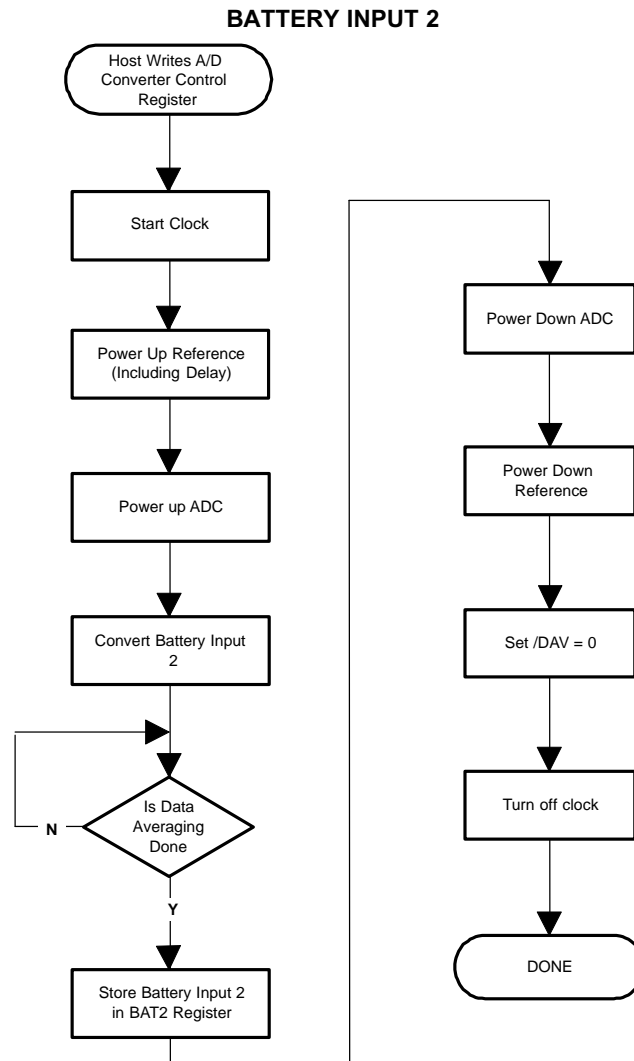 BATTERY INPUT 2
Host Writes A/D
Converter Control
Register
Start Clock
Power Up Reference
(Including Delay)
Power up ADC
Convert Battery Input
2
Is Data
Averaging
Done
N
Y
Store Battery Input 2
in BAT2 Register
Power Down ADC
Power Down
Reference
Set /DAV = 0
Turn off clock
DONE